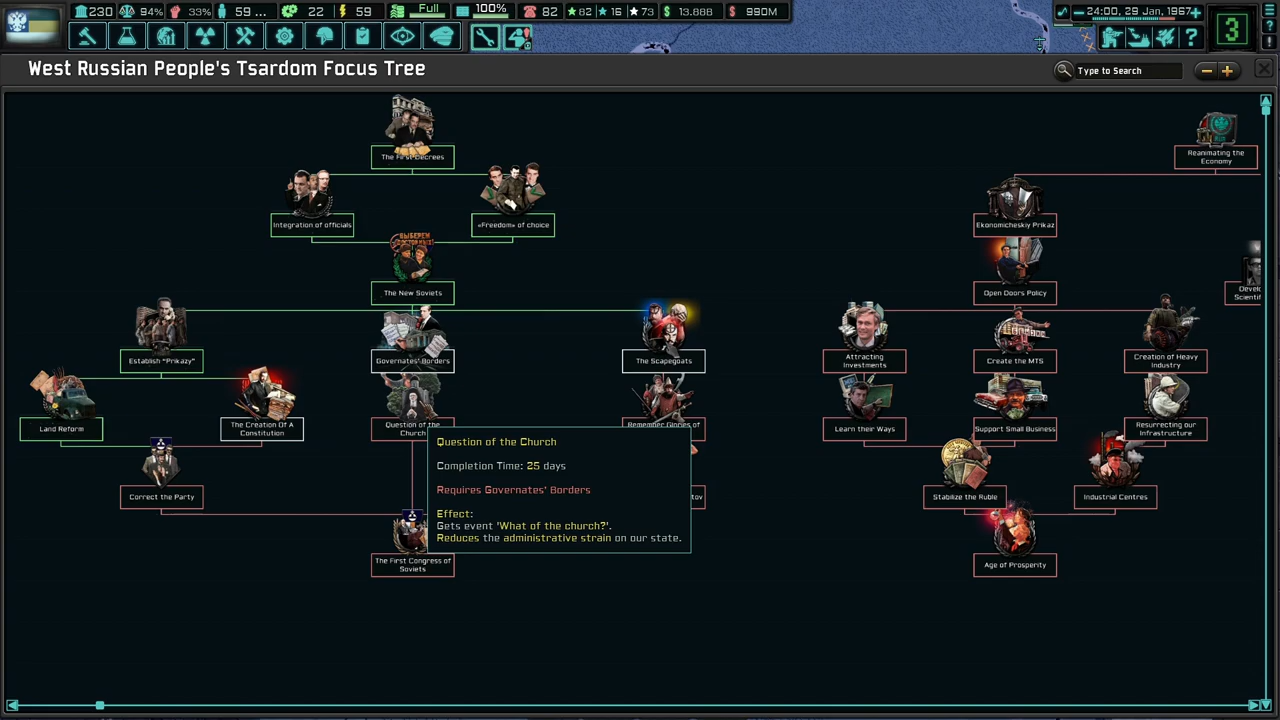 230 94% 33% 59 ... 22 59 Full 100% 82 82 16 73 $ 13.888 $ 990M
24:00, 29 Jan, 1967
3
West Russian People's Tsardom Focus Tree
Type to Search
The First Decrees
Reanimating the
Economy
Integration of officials
«Freedom» of choice
Ekonomicheskiy Prikaz
ВЫБЕРЕМ
ДОСТОЙНЫХ!
The New Soviets
Open Doors Policy
Establish "Prikazy"
Governates' Borders
The Scapegoats
Attracting
Investments
Create the MTS
Creation of Heavy
Industry
Land Reform
The Creation Of A
Constitution
Question of the
Church
Remember Glories of
Learn their Ways
Support Small Business
Resurrecting our
Infrastructure
Question of the Church
Completion Time: 25 days
Requires Governates' Borders
Effect:
Gets event 'What of the church?'.
Reduces the administrative strain on our state.
Correct the Party
Stabilize the Ruble
Industrial Centres
The First Congress of
Soviets
Age of Prosperity